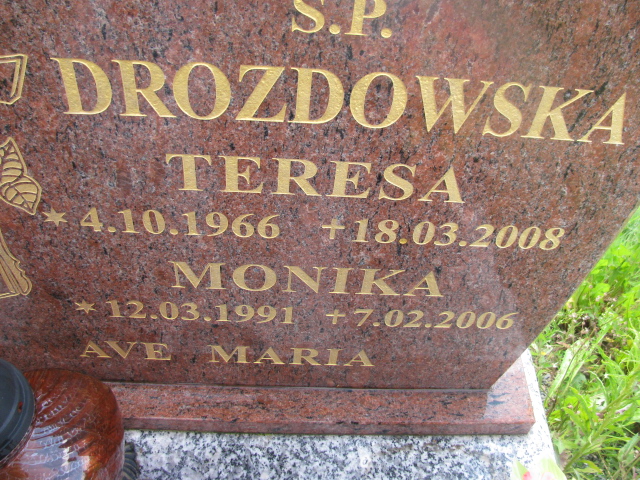 S.P.
DROZDOWSKA
TERESA
★ 4.10.1966 +18.03.2008
MONIKA
★ 12.03.1991 +7.02.2006
AVE MARIA